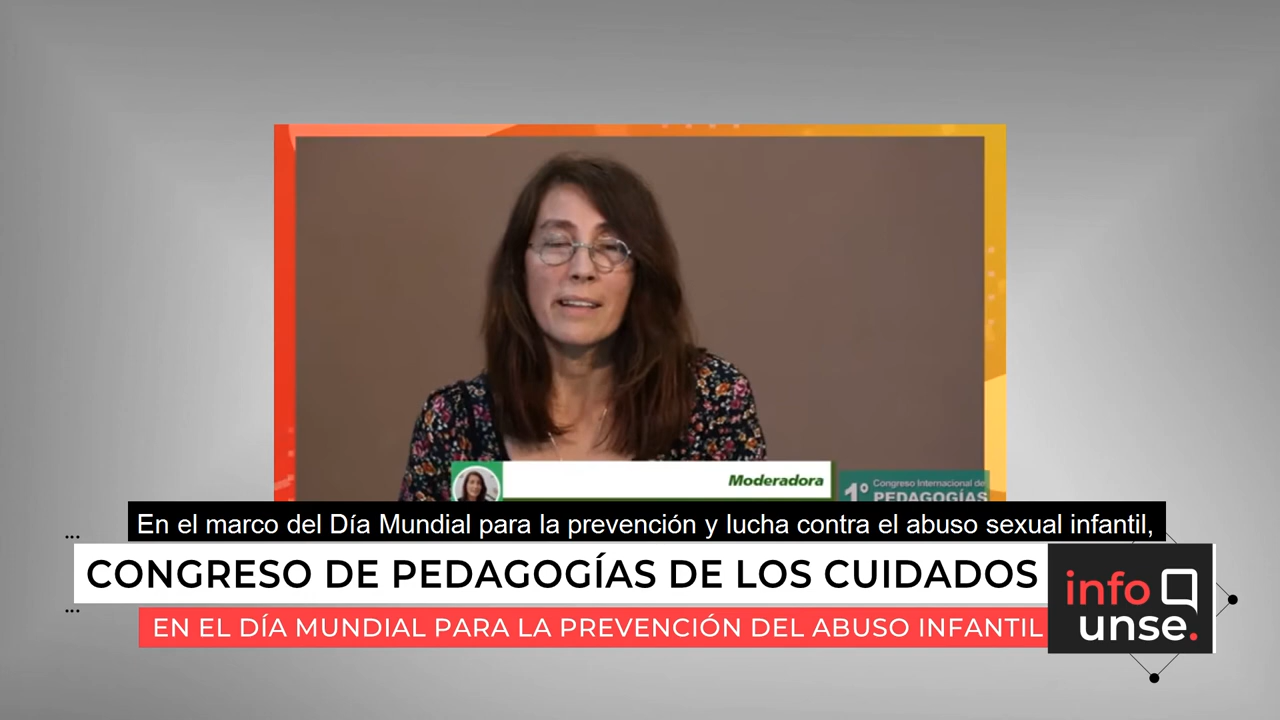 Moderadora
1° Congreso Internacional de
PEDAGOGÍAS
En el marco del Día Mundial para la prevención y lucha contra el abuso sexual infantil,
CONGRESO DE PEDAGOGÍAS DE LOS CUIDADOS
EN EL DÍA MUNDIAL PARA LA PREVENCIÓN DEL ABUSO INFANTIL
info
unse.